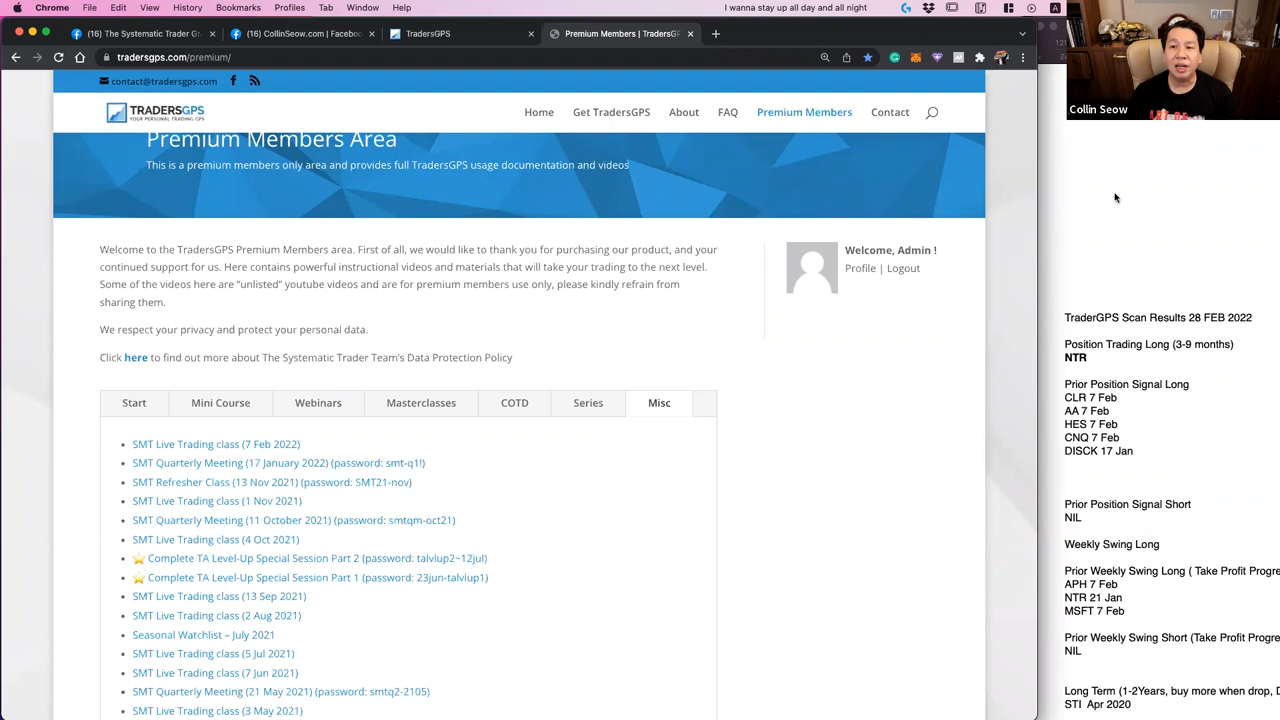 Chrome File Edit View History Bookmarks Profiles Tab Window Help I wanna stay up all day and all night
(16) The Systematic Trader Gr
(16) CollinSeow.com | Faceboo
TradersGPS
Premium Members | TradersGF
tradersgps.com/premium/
contact@tradersgps.com
TRADERSGPS
YOUR PERSONAL TRADING GPS
Home Get TradersGPS About FAQ Premium Members Contact
Premium Members Area
This is a premium members only area and provides full TradersGPS usage documentation and videos
Welcome to the TradersGPS Premium Members area. First of all, we would like to thank you for purchasing our product, and your
continued support for us. Here contains powerful instructional videos and materials that will take your trading to the next level.
Some of the videos here are “unlisted” youtube videos and are for premium members use only, please kindly refrain from
sharing them.
We respect your privacy and protect your personal data.
Click here to find out more about The Systematic Trader Team’s Data Protection Policy
Welcome, Admin !
Profile | Logout
Start Mini Course Webinars Masterclasses COTD Series Misc
SMT Live Trading class (7 Feb 2022)
SMT Quarterly Meeting (17 January 2022) (password: smt-q1!)
SMT Refresher Class (13 Nov 2021) (password: SMT21-nov)
SMT Live Trading class (1 Nov 2021)
SMT Quarterly Meeting (11 October 2021) (password: smtqm-oct21)
SMT Live Trading class (4 Oct 2021)
Complete TA Level-Up Special Session Part 2 (password: talvlup2~12jul)
Complete TA Level-Up Special Session Part 1 (password: 23jun-talvlup1)
SMT Live Trading class (13 Sep 2021)
SMT Live Trading class (2 Aug 2021)
Seasonal Watchlist – July 2021
SMT Live Trading class (5 Jul 2021)
SMT Live Trading class (7 Jun 2021)
SMT Quarterly Meeting (21 May 2021) (password: smtq2-2105)
SMT Live Trading class (3 May 2021)
Collin Seow
TraderGPS Scan Results 28 FEB 2022
Position Trading Long (3-9 months)
NTR
Prior Position Signal Long
CLR 7 Feb
AA 7 Feb
HES 7 Feb
CNQ 7 Feb
DISCK 17 Jan
Prior Position Signal Short
NIL
Weekly Swing Long
Prior Weekly Swing Long ( Take Profit Progre
APH 7 Feb
NTR 21 Jan
MSFT 7 Feb
Prior Weekly Swing Short (Take Profit Progre
NIL
Long Term (1-2Years, buy more when drop, D
STI Apr 2020